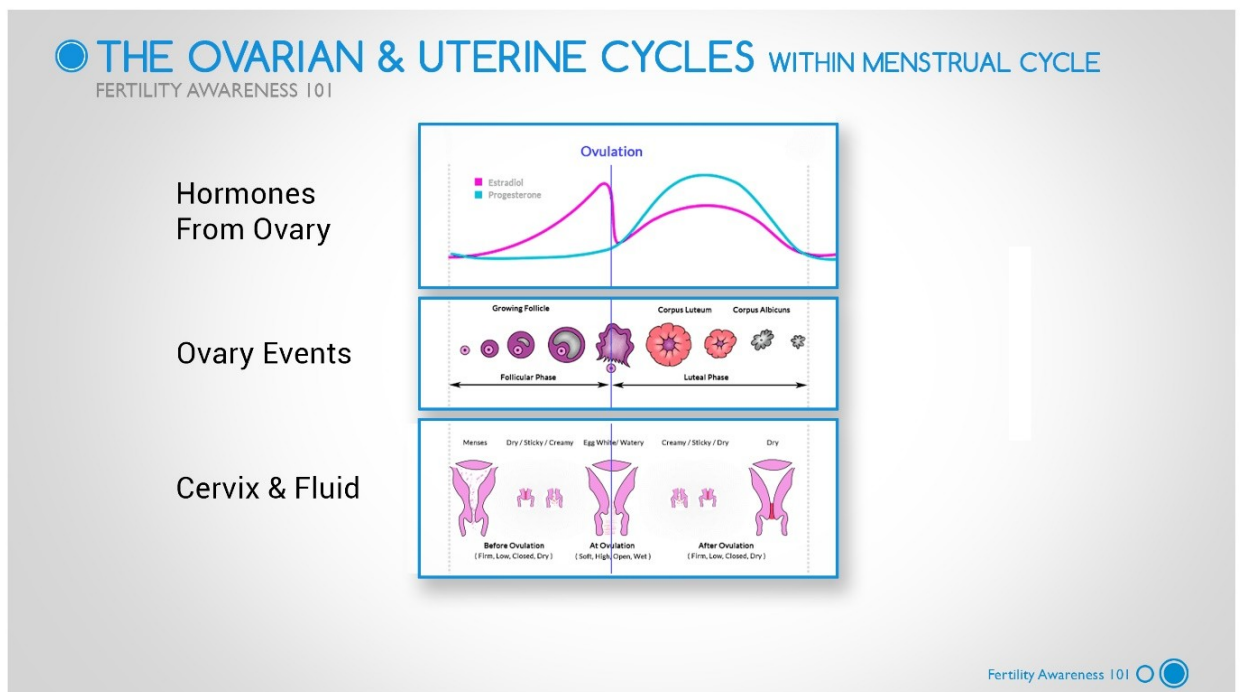 THE OVARIAN & UTERINE CYCLES WITHIN MENSTRUAL CYCLE
FERTILITY AWARENESS 101
Hormones
From Ovary
Ovulation
Estradiol
Progesterone
Ovary Events
Growing Follicle
Corpus Luteum
Corpus Albicuns
Follicular Phase
Luteal Phase
Cervix & Fluid
Menses
Dry / Sticky / Creamy
Egg White/ Watery
Creamy / Sticky / Dry
Dry
Before Ovulation
( Firm, Low, Closed, Dry )
At Ovulation
( Soft, High, Open, Wet )
After Ovulation
( Firm, Low, Closed, Dry )
Fertility Awareness 101